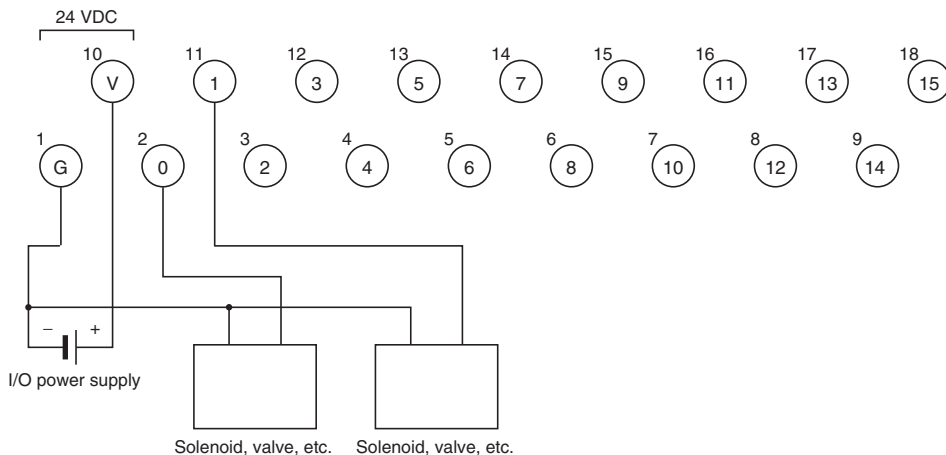 24 VDC
10 11 12 13 14 15 16 17 18
V 1 3 5 7 9 11 13 15
1 2 3 4 5 6 7 8 9
G 0 2 4 6 8 10 12 14
− +
I/O power supply
Solenoid, valve, etc. Solenoid, valve, etc.